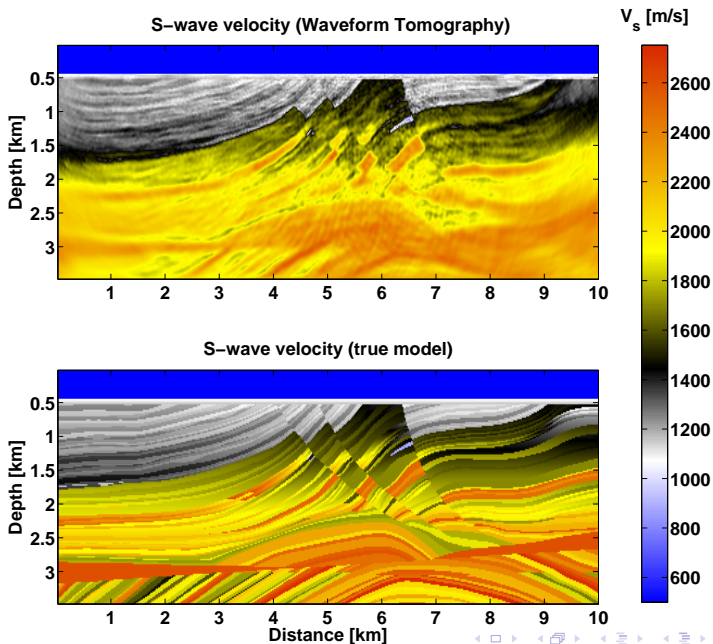 S-wave velocity (Waveform Tomography)
V_s [m/s]
Depth [km]
0.5
1
1.5
2
2.5
3
1 2 3 4 5 6 7 8 9 10
S-wave velocity (true model)
Depth [km]
0.5
1
1.5
2
2.5
3
1 2 3 4 5 6 7 8 9 10
Distance [km]
2600
2400
2200
2000
1800
1600
1400
1200
1000
800
600